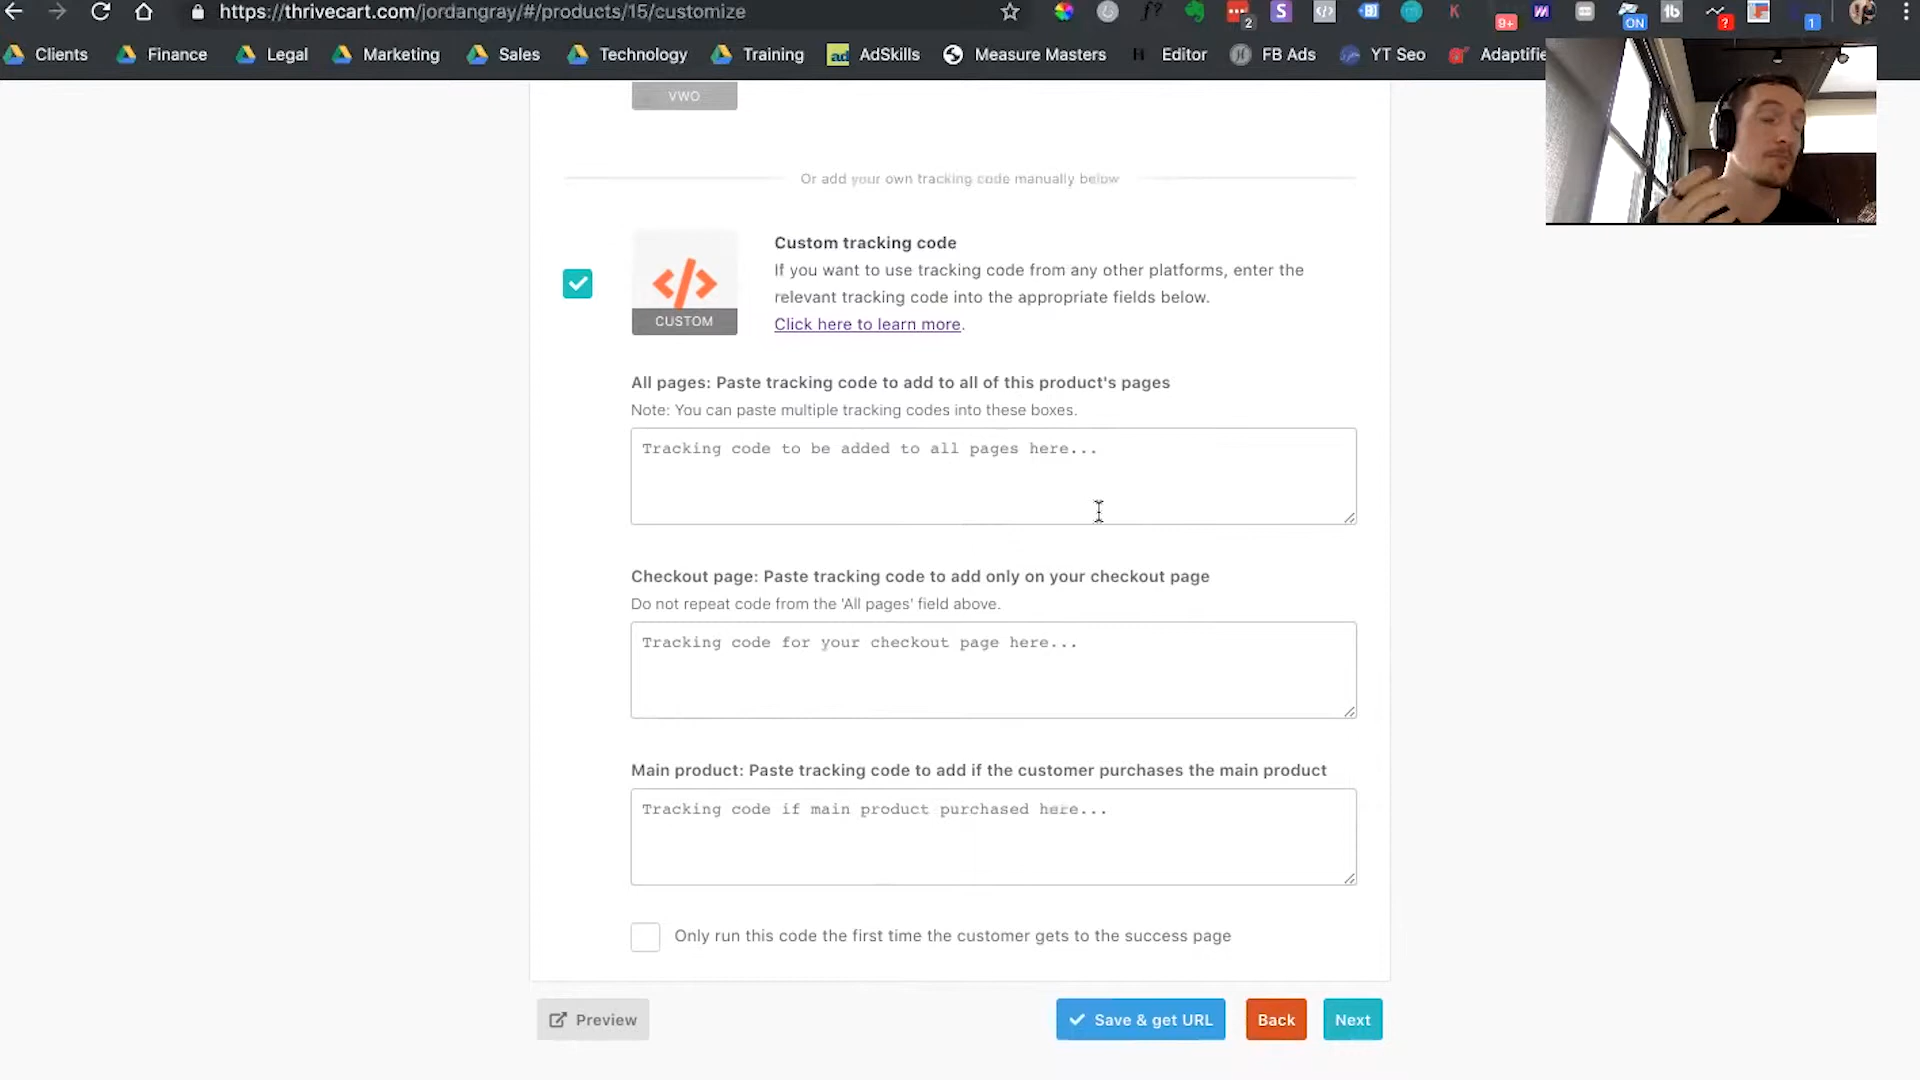 https://thrivecart.com/jordangray/#/products/15/customize
f?
2
S
</>
K
9+
ON
tb
?
1
Clients Finance Legal Marketing Sales Technology Training ad AdSkills Measure Masters H Editor FB Ads YT Seo Adaptifie
VWO
Or add your own tracking code manually below
</>
CUSTOM
Custom tracking code
If you want to use tracking code from any other platforms, enter the
relevant tracking code into the appropriate fields below.
Click here to learn more.
All pages: Paste tracking code to add to all of this product's pages
Note: You can paste multiple tracking codes into these boxes.
Tracking code to be added to all pages here...
Checkout page: Paste tracking code to add only on your checkout page
Do not repeat code from the 'All pages' field above.
Tracking code for your checkout page here...
Main product: Paste tracking code to add if the customer purchases the main product
Tracking code if main product purchased here...
Only run this code the first time the customer gets to the success page
Preview
Save & get URL
Back
Next